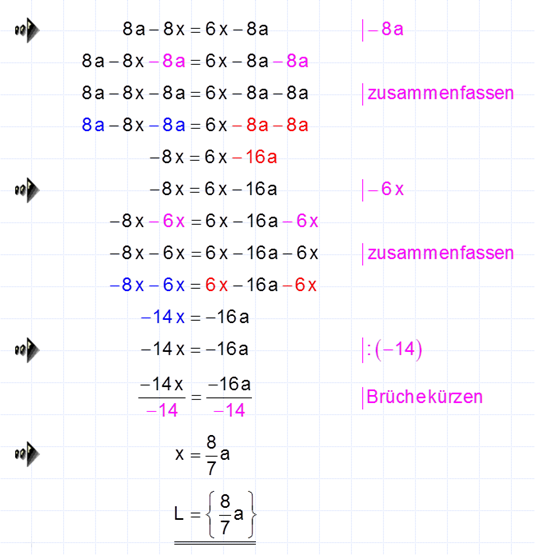 8a−8x = 6x−8a |−8a
8a−8x−8a = 6x−8a−8a
8a−8x−8a = 6x−8a−8a |zusammenfassen
8a−8x−8a = 6x−8a−8a
−8x = 6x−16a
−8x = 6x−16a |−6x
−8x−6x = 6x−16a−6x
−8x−6x = 6x−16a−6x |zusammenfassen
−8x−6x = 6x−16a−6x
−14x = −16a
−14x = −16a |:(−14)
−14x/−14 = −16a/−14 |Brüche kürzen
x = 8/7 a
L = {8/7 a}